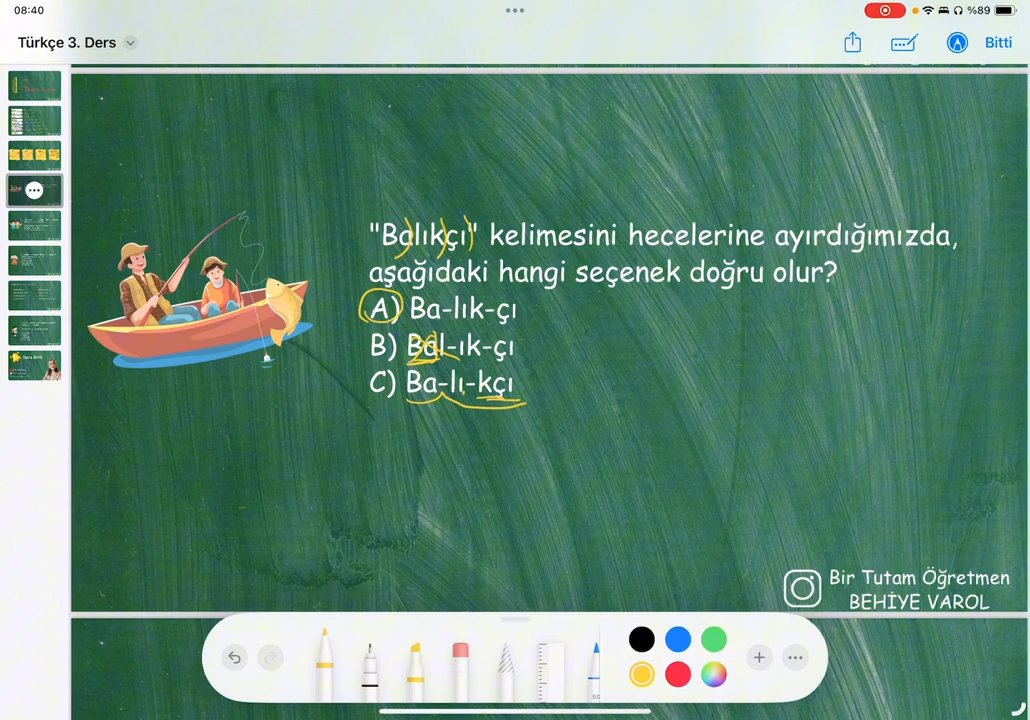 08:40
%89
Türkçe 3. Ders
Bitti
"Balıkçı" kelimesini hecelerine ayırdığımızda,
aşağıdaki hangi seçenek doğru olur?
A) Ba-lık-çı
B) Bal-ık-çı
C) Ba-lı-kçı
Bir Tutam Öğretmen
BEHİYE VAROL